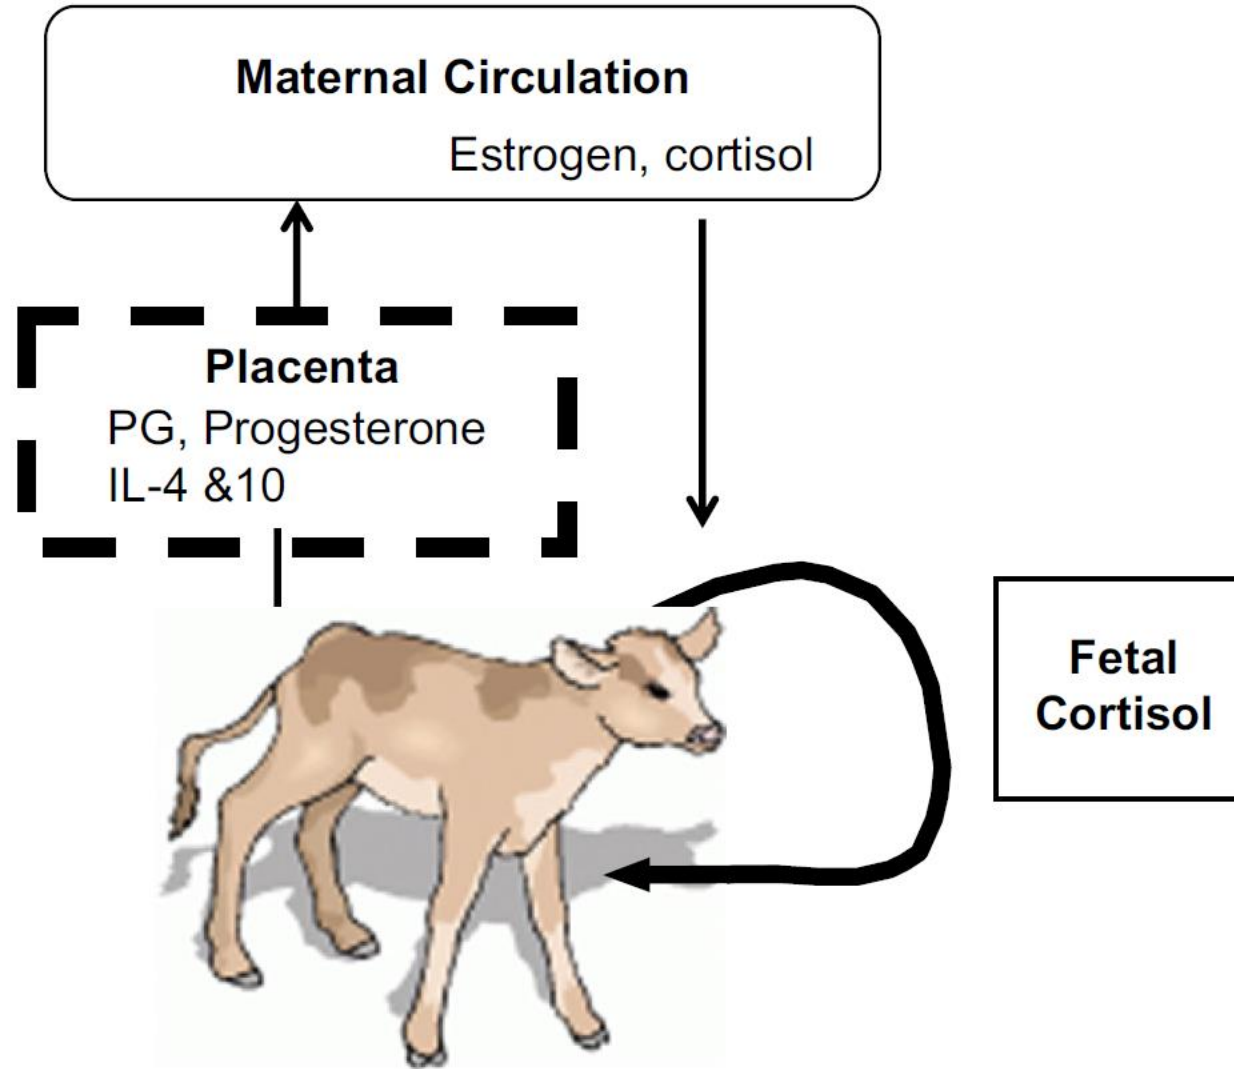 Maternal Circulation
Estrogen, cortisol
Placenta
PG, Progesterone
IL-4 &10
Fetal
Cortisol